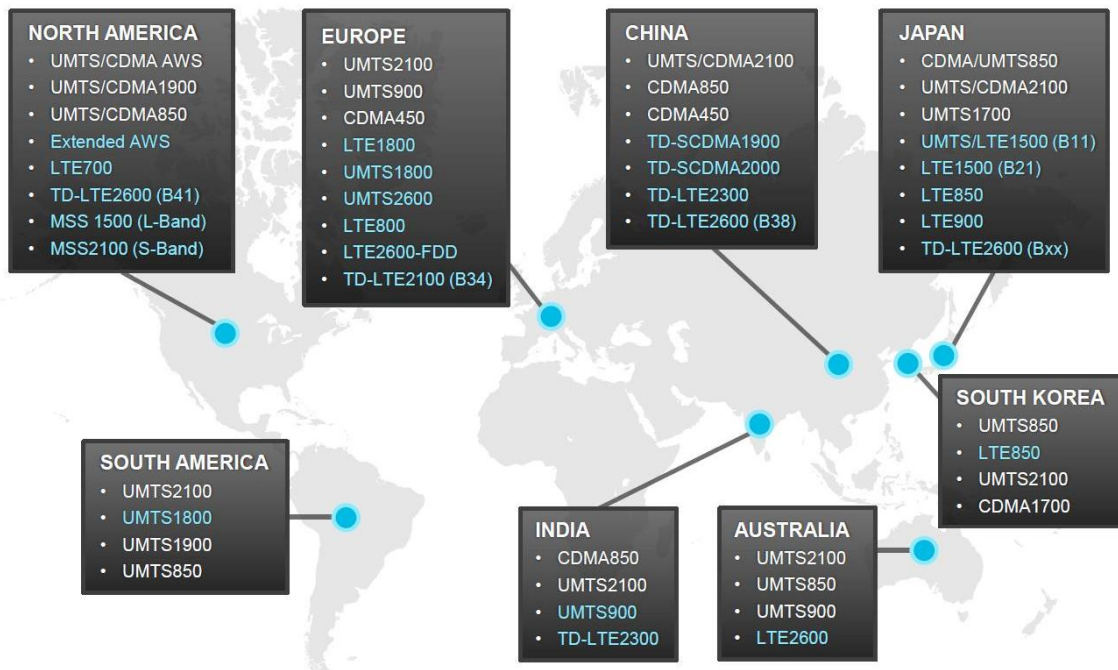 NORTH AMERICA
• UMTS/CDMA AWS
• UMTS/CDMA1900
• UMTS/CDMA850
• Extended AWS
• LTE700
• TD-LTE2600 (B41)
• MSS 1500 (L-Band)
• MSS2100 (S-Band)
EUROPE
• UMTS2100
• UMTS900
• CDMA450
• LTE1800
• UMTS1800
• UMTS2600
• LTE800
• LTE2600-FDD
• TD-LTE2100 (B34)
CHINA
• UMTS/CDMA2100
• CDMA850
• CDMA450
• TD-SCDMA1900
• TD-SCDMA2000
• TD-LTE2300
• TD-LTE2600 (B38)
JAPAN
• CDMA/UMTS850
• UMTS/CDMA2100
• UMTS1700
• UMTS/LTE1500 (B11)
• LTE1500 (B21)
• LTE850
• LTE900
• TD-LTE2600 (Bxx)
SOUTH AMERICA
• UMTS2100
• UMTS1800
• UMTS1900
• UMTS850
INDIA
• CDMA850
• UMTS2100
• UMTS900
• TD-LTE2300
AUSTRALIA
• UMTS2100
• UMTS850
• UMTS900
• LTE2600
SOUTH KOREA
• UMTS850
• LTE850
• UMTS2100
• CDMA1700